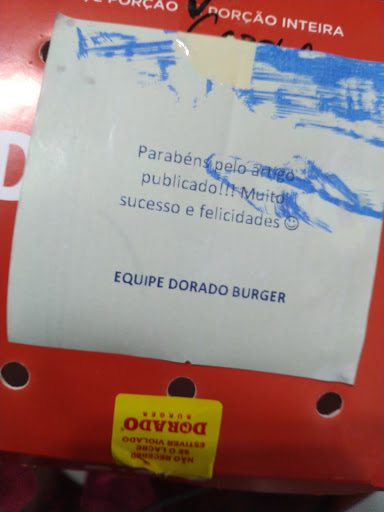 PORÇÃO PORÇÃO INTEIRA
D
Parabéns pelo artigo
publicado!!! Muito
sucesso e felicidades ☺
EQUIPE DORADO BURGER
DORADO
BURGER
NÃO RECEBER
SE O LACRE
ESTIVER VIOLADO